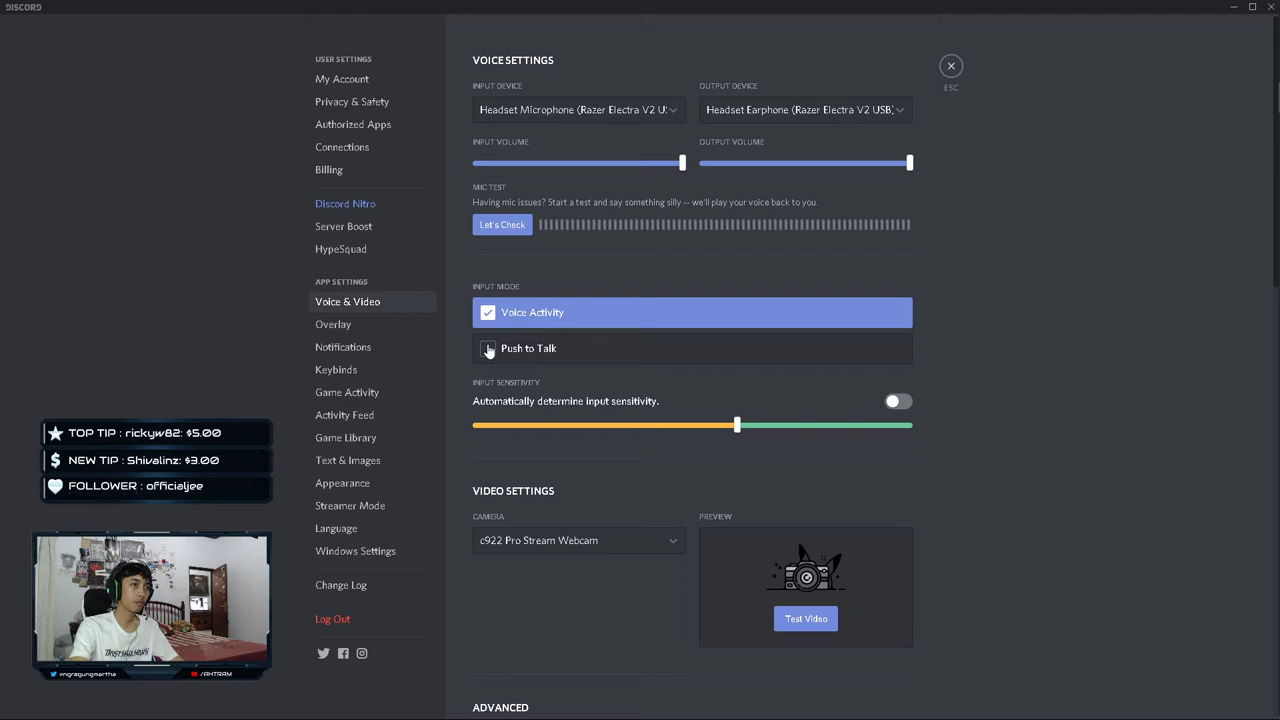 DISCORD
USER SETTINGS
My Account
Privacy & Safety
Authorized Apps
Connections
Billing
Discord Nitro
Server Boost
HypeSquad
APP SETTINGS
Voice & Video
Overlay
Notifications
Keybinds
Game Activity
Activity Feed
Game Library
Text & Images
Appearance
Streamer Mode
Language
Windows Settings
Change Log
Log Out
VOICE SETTINGS
INPUT DEVICE
Headset Microphone (Razer Electra V2 U
OUTPUT DEVICE
Headset Earphone (Razer Electra V2 USB)
INPUT VOLUME
OUTPUT VOLUME
MIC TEST
Having mic issues? Start a test and say something silly -- we'll play your voice back to you.
Let's Check
INPUT MODE
Voice Activity
Push to Talk
INPUT SENSITIVITY
Automatically determine input sensitivity.
VIDEO SETTINGS
CAMERA
c922 Pro Stream Webcam
PREVIEW
Test Video
ADVANCED
ESC
TOP TIP : rickyw82: $5.00
NEW TIP : Shivalinz: $3.00
FOLLOWER : officialjee
/AHTRAM